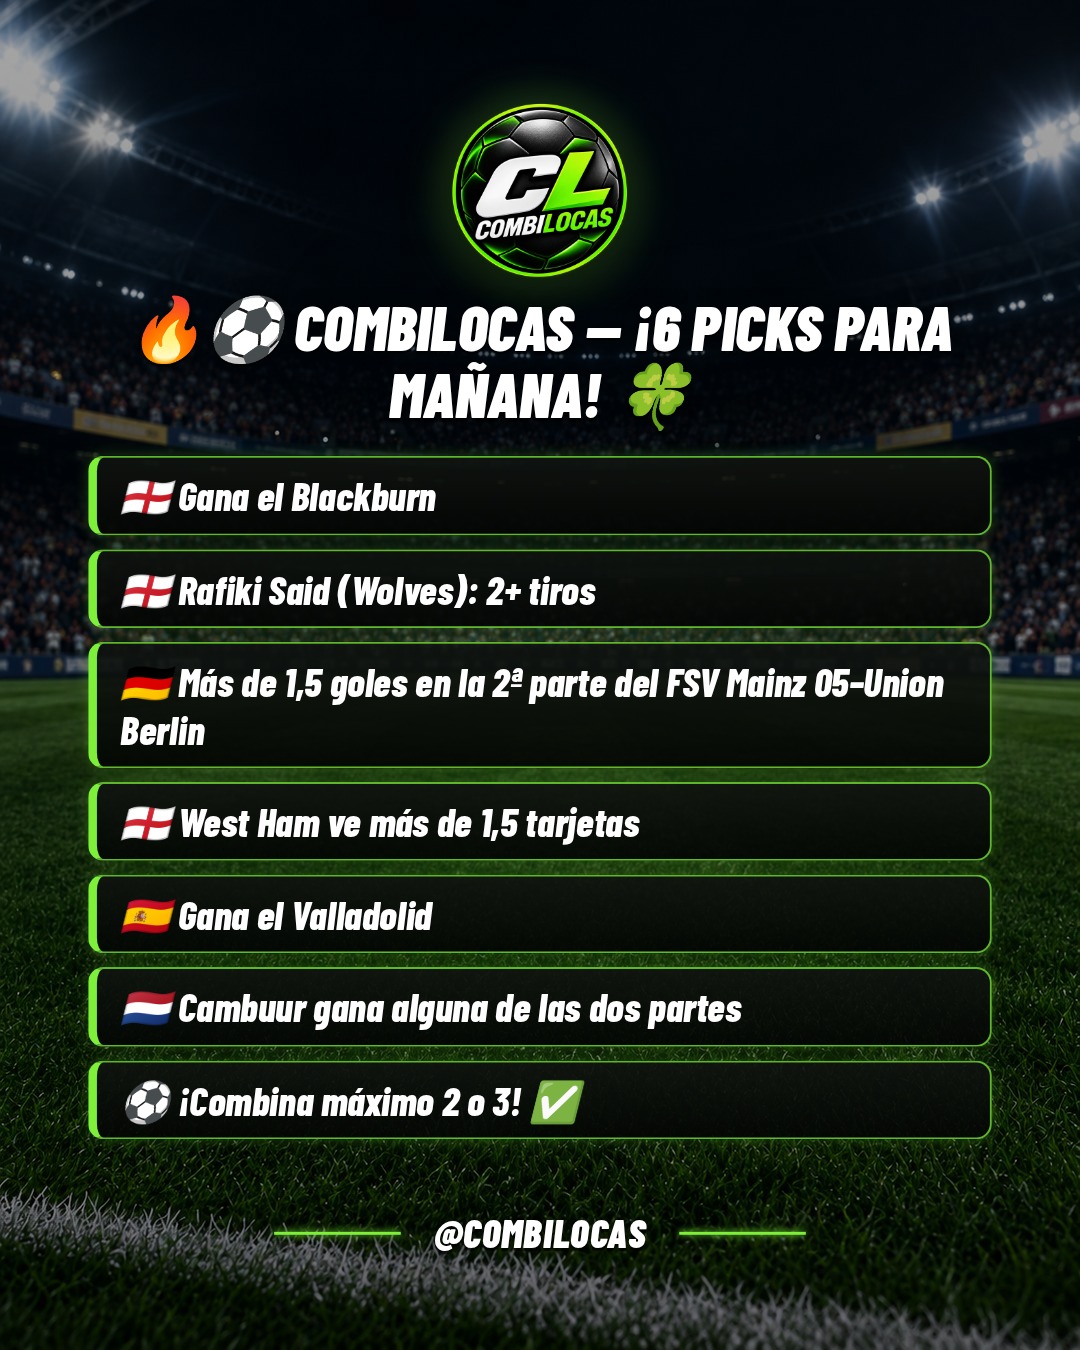 CL
COMBILOCAS
🔥⚽ COMBILOCAS – ¡6 PICKS PARA
MAÑANA! 🍀
🏴󠁧󠁢󠁥󠁮󠁧󠁿 Gana el Blackburn
🏴󠁧󠁢󠁥󠁮󠁧󠁿 Rafiki Said (Wolves): 2+ tiros
🇩🇪 Más de 1,5 goles en la 2ª parte del FSV Mainz 05-Union
Berlin
🏴󠁧󠁢󠁥󠁮󠁧󠁿 West Ham ve más de 1,5 tarjetas
🇪🇸 Gana el Valladolid
🇳🇱 Cambuur gana alguna de las dos partes
⚽ ¡Combina máximo 2 o 3! ✅
@COMBILOCAS